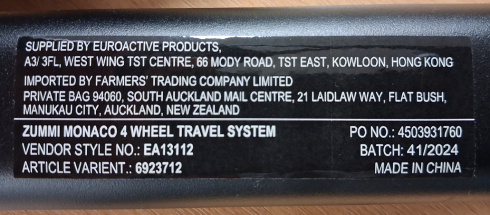 SUPPLIED BY EUROACTIVE PRODUCTS,
A3/ 3FL, WEST WING TST CENTRE, 66 MODY ROAD, TST EAST, KOWLOON, HONG KONG
IMPORTED BY FARMERS' TRADING COMPANY LIMITED
PRIVATE BAG 94060, SOUTH AUCKLAND MAIL CENTRE, 21 LAIDLAW WAY, FLAT BUSH,
MANUKAU CITY, AUCKLAND, NEW ZEALAND
ZUMMI MONACO 4 WHEEL TRAVEL SYSTEM PO NO.: 4503931760
VENDOR STYLE NO.: EA13112 BATCH: 41/2024
ARTICLE VARIENT.: 6923712 MADE IN CHINA